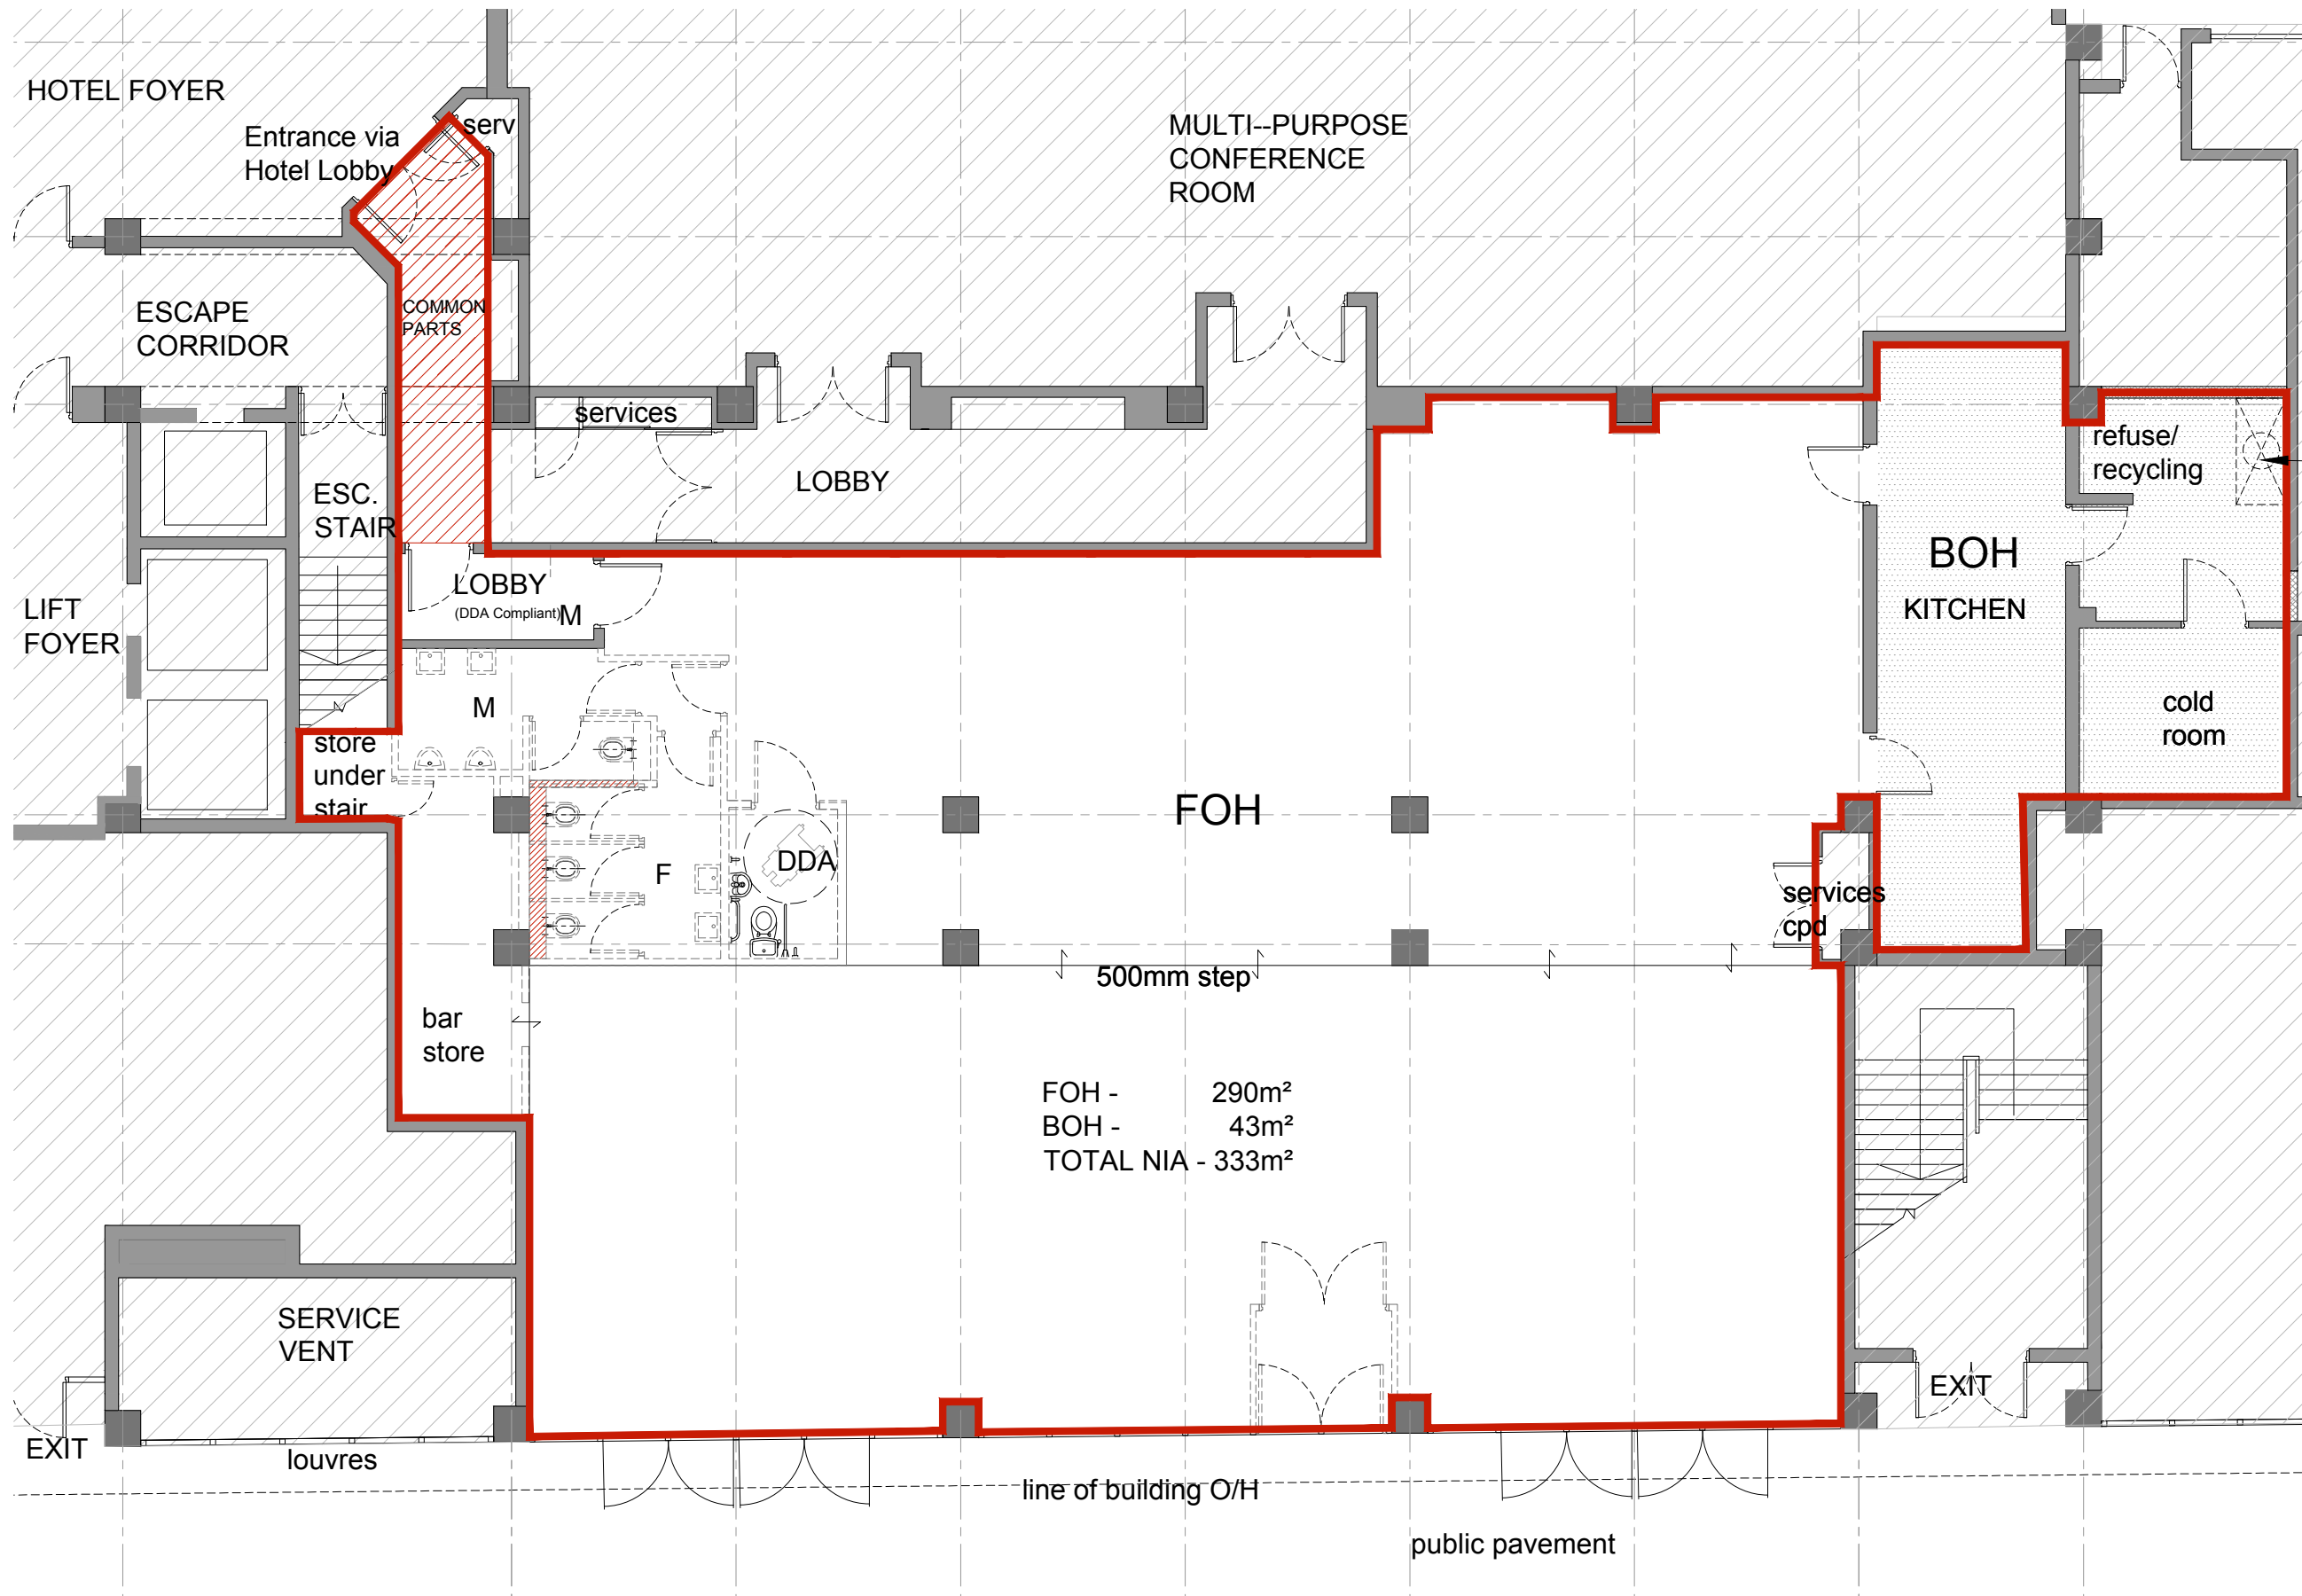 HOTEL FOYER
Entrance via
Hotel Lobby
serv
MULTI--PURPOSE
CONFERENCE
ROOM
ESCAPE
CORRIDOR
COMMON
PARTS
services
LOBBY
ESC.
STAIR
refuse/
recycling
LIFT
FOYER
LOBBY
(DDA Compliant)
M
BOH
KITCHEN
M
cold
room
store
under
stair
FOH
F
DDA
services
cpd
500mm step
bar
store
FOH - 290m²
BOH - 43m²
TOTAL NIA - 333m²
SERVICE
VENT
EXIT
EXIT
louvres
line of building O/H
public pavement